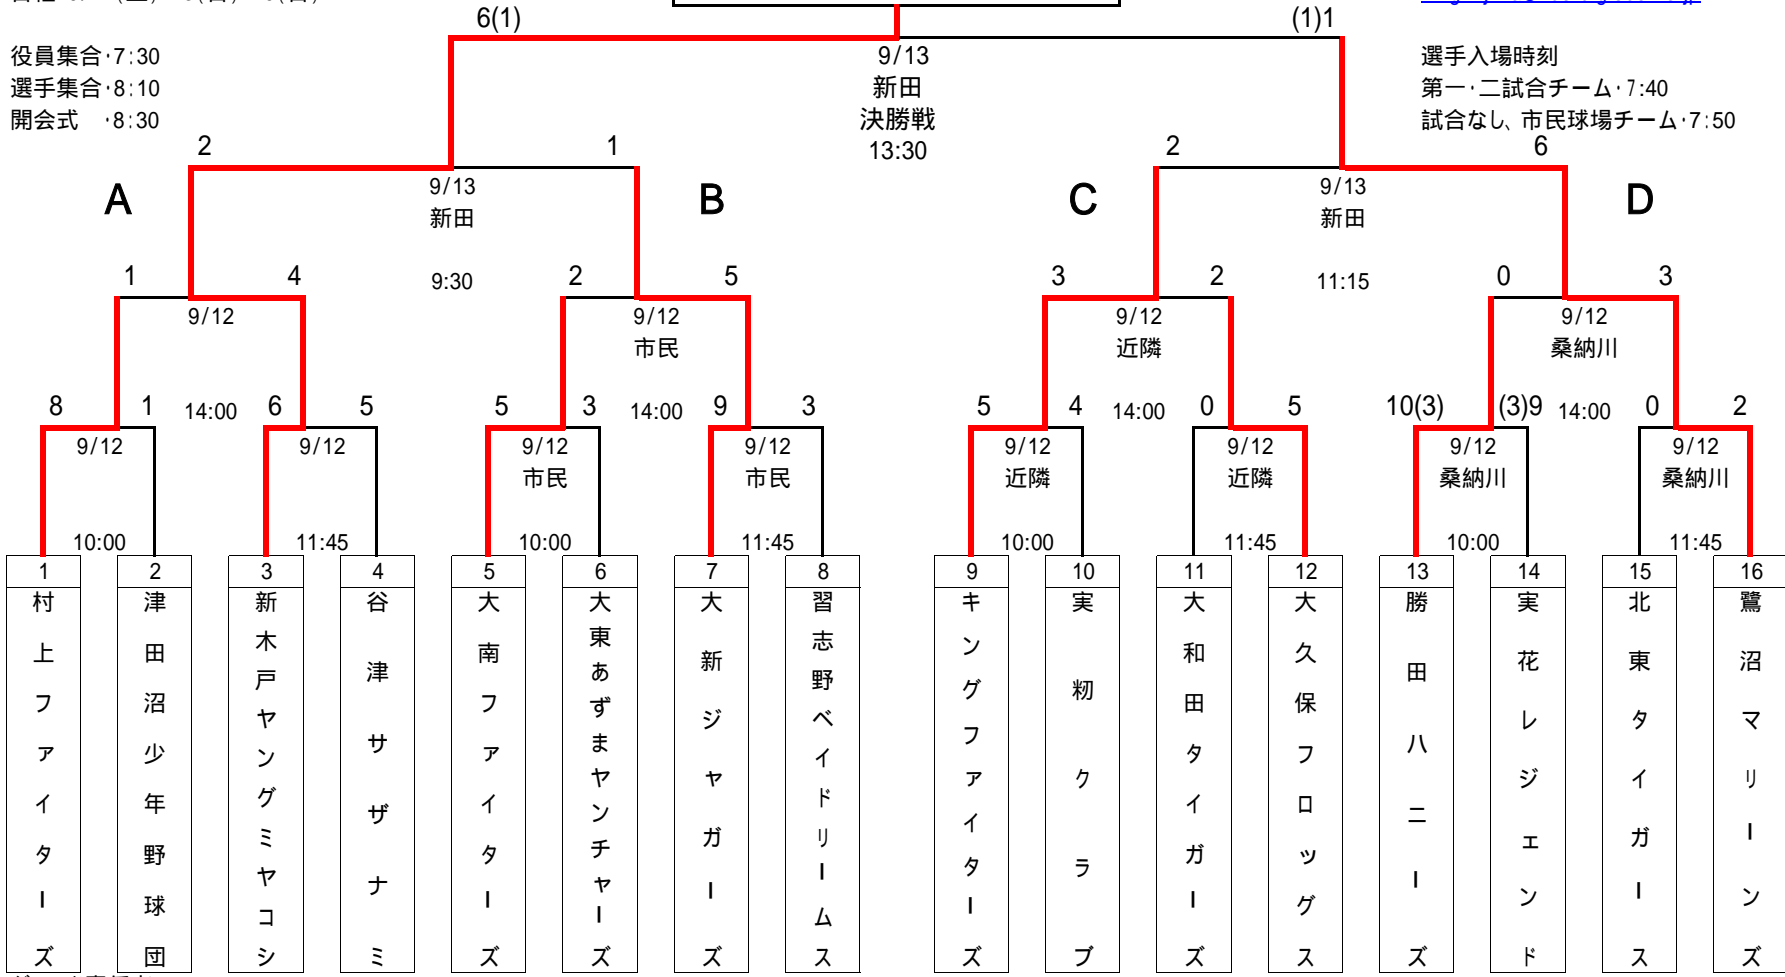 6(1)
(1)1
役員集合･7:30
選手集合･8:10
開会式 ･8:30
9/13
新田
決勝戦
13:30
選手入場時刻
第一･二試合チーム･7:40
試合なし、市民球場チーム･7:50
2 1 2 6
A B C D
9/13 9/13
新田 新田
1 4 9:30 2 5 3 2 11:15 0 3
9/12 9/12 9/12 9/12
市民 近隣 桑納川
8 1 14:00 6 5 5 3 14:00 9 3 5 4 14:00 0 5 10(3) (3)9 14:00 0 2
9/12 9/12 9/12 9/12 9/12 9/12 9/12 9/12
市民 市民 近隣 近隣 桑納川 桑納川
10:00 11:45 10:00 11:45 10:00 11:45 10:00 11:45
1 2 3 4 5 6 7 8 9 10 11 12 13 14 15 16
村上ファイターズ
津田沼少年野球団
新木戸ヤングミヤコシ
谷津サザナミ
大南ファイターズ
大東あずまヤンチャーズ
大新ジャガーズ
習志野ベイドリームス
キングファイターズ
実籾クラブ
大和田タイガーズ
大久保フロッグス
勝田ハニーズ
実花レジェンド
北東タイガース
鷺沼マリーンズ